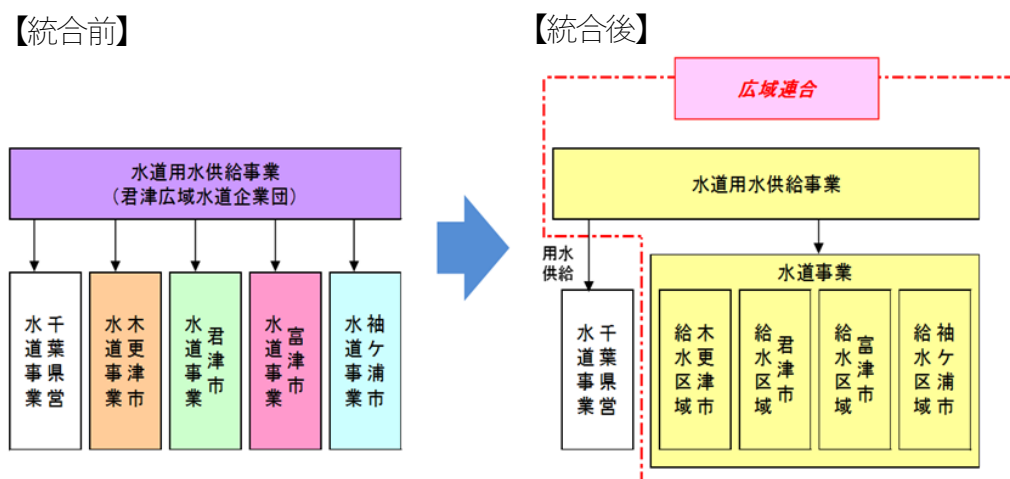 【統合前】
水道用水供給事業
（君津広域水道企業団）
千葉県営
水道事業
木更津市
水道事業
君津市
水道事業
富津市
水道事業
袖ケ浦市
水道事業
【統合後】
広域連合
水道用水供給事業
用水
供給
水道事業
千葉県営
水道事業
木更津市
給水区域
君津市
給水区域
富津市
給水区域
袖ケ浦市
給水区域